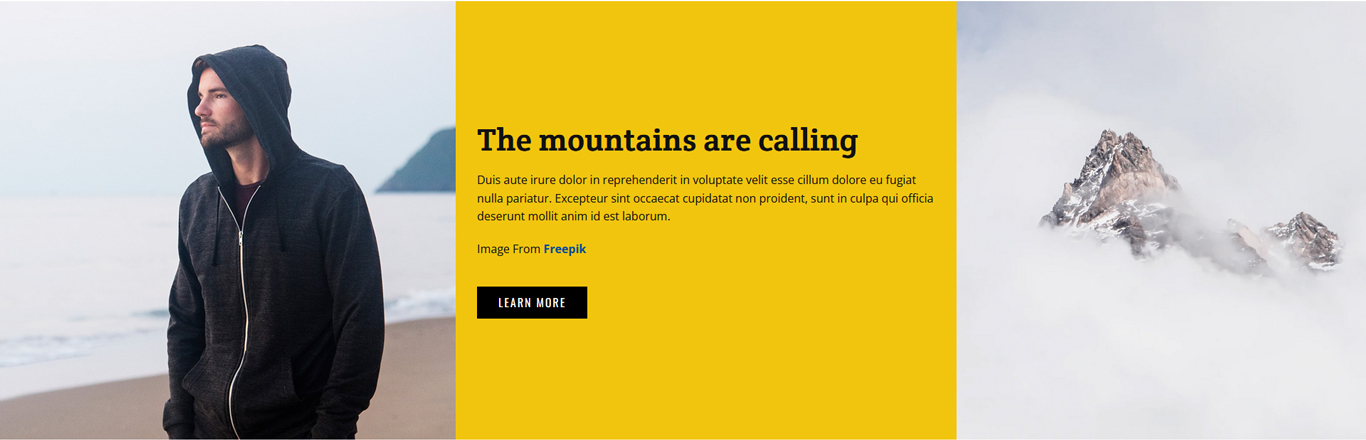 The mountains are calling
Duis aute irure dolor in reprehenderit in voluptate velit esse cillum dolore eu fugiat
nulla pariatur. Excepteur sint occaecat cupidatat non proident, sunt in culpa qui officia
deserunt mollit anim id est laborum.
Image From Freepik
LEARN MORE